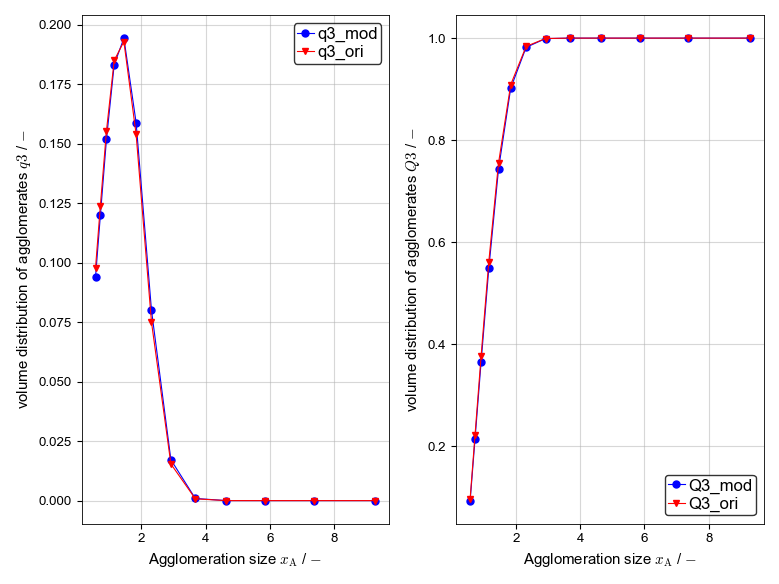 volume distribution of agglomerates q3 / −
0.200
0.175
0.150
0.125
0.100
0.075
0.050
0.025
0.000
2 4 6 8
Agglomeration size x_A / −
q3_mod
q3_ori
volume distribution of agglomerates Q3 / −
1.0
0.8
0.6
0.4
0.2
2 4 6 8
Agglomeration size x_A / −
Q3_mod
Q3_ori